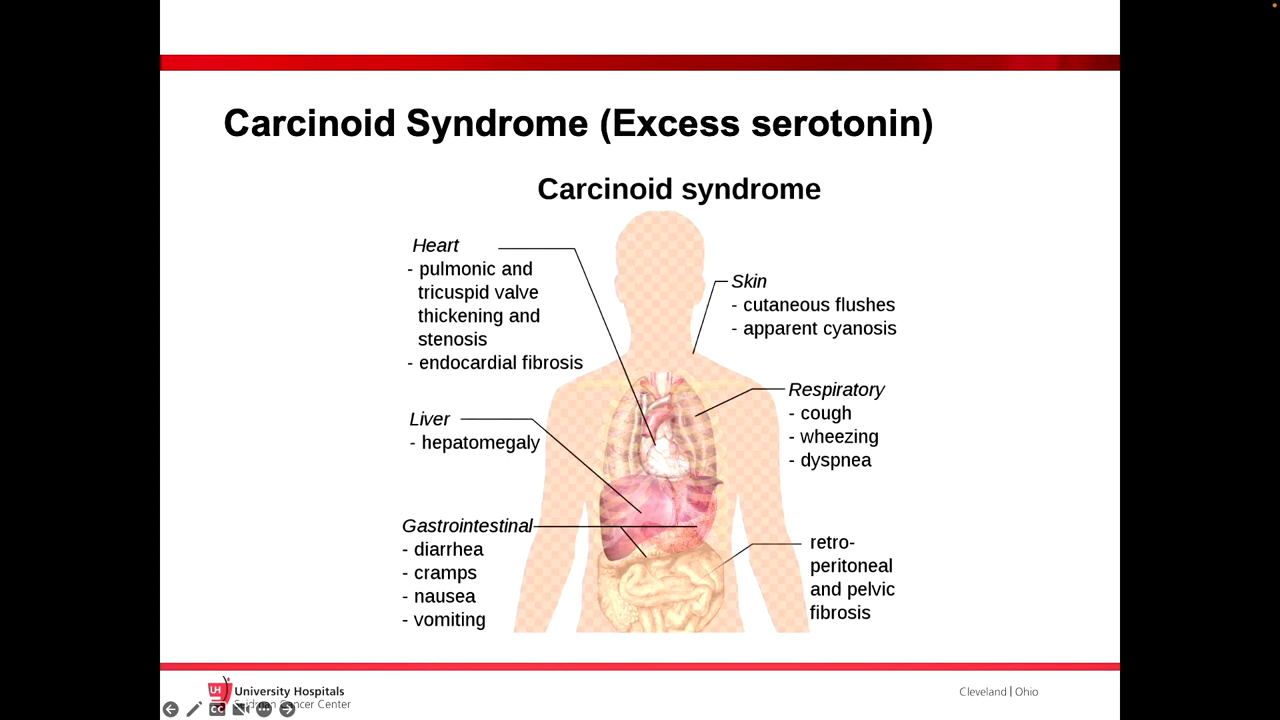 Carcinoid Syndrome (Excess serotonin)
Carcinoid syndrome
Heart
- pulmonic and
tricuspid valve
thickening and
stenosis
- endocardial fibrosis
Liver
- hepatomegaly
Gastrointestinal
- diarrhea
- cramps
- nausea
- vomiting
Skin
- cutaneous flushes
- apparent cyanosis
Respiratory
- cough
- wheezing
- dyspnea
retro-
peritoneal
and pelvic
fibrosis
UH
University Hospitals
Cancer Center
CC
Cleveland | Ohio